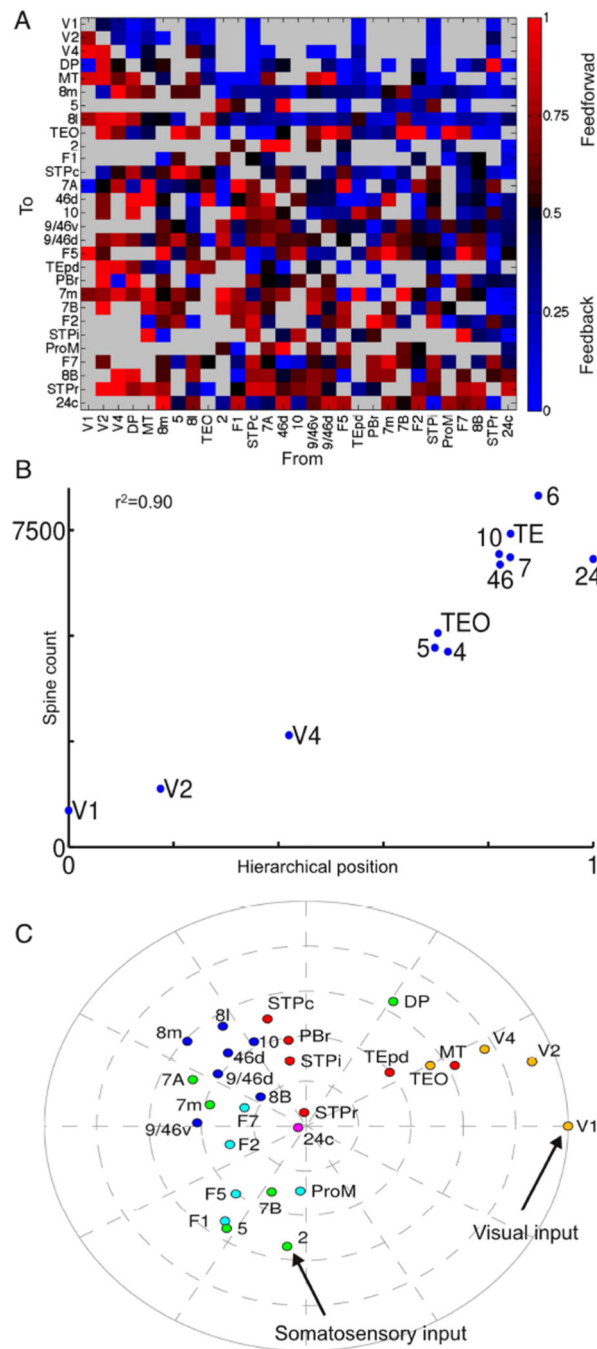 A
To
V1
V2
V4
DP
MT
8m
5
8l
TEO
2
F1
STPc
7A
46d
10
9/46v
9/46d
F5
TEpd
PBr
7m
7B
F2
STPi
ProM
F7
8B
STPr
24c
V1 V2 V4 DP MT 8m 5 8l TEO 2 F1 STPc 7A 46d 10 9/46v 9/46d F5 TEpd PBr 7m 7B F2 STPi ProM F7 8B STPr 24c
From
1
0.75
0.5
0.25
0
Feedforwad
Feedback
B
r²=0.90
7500
0
Spine count
6
10 TE
46 7 24
TEO
5 4
V4
V2
V1
0 1
Hierarchical position
C
DP
STPc
8l
8m 10 PBr V4
46d STPi TEpd MT V2
7A 9/46d TEO
7m 8B STPr
F7
9/46v 24c V1
F2
F5 7B ProM
F1 5 2
Visual input
Somatosensory input